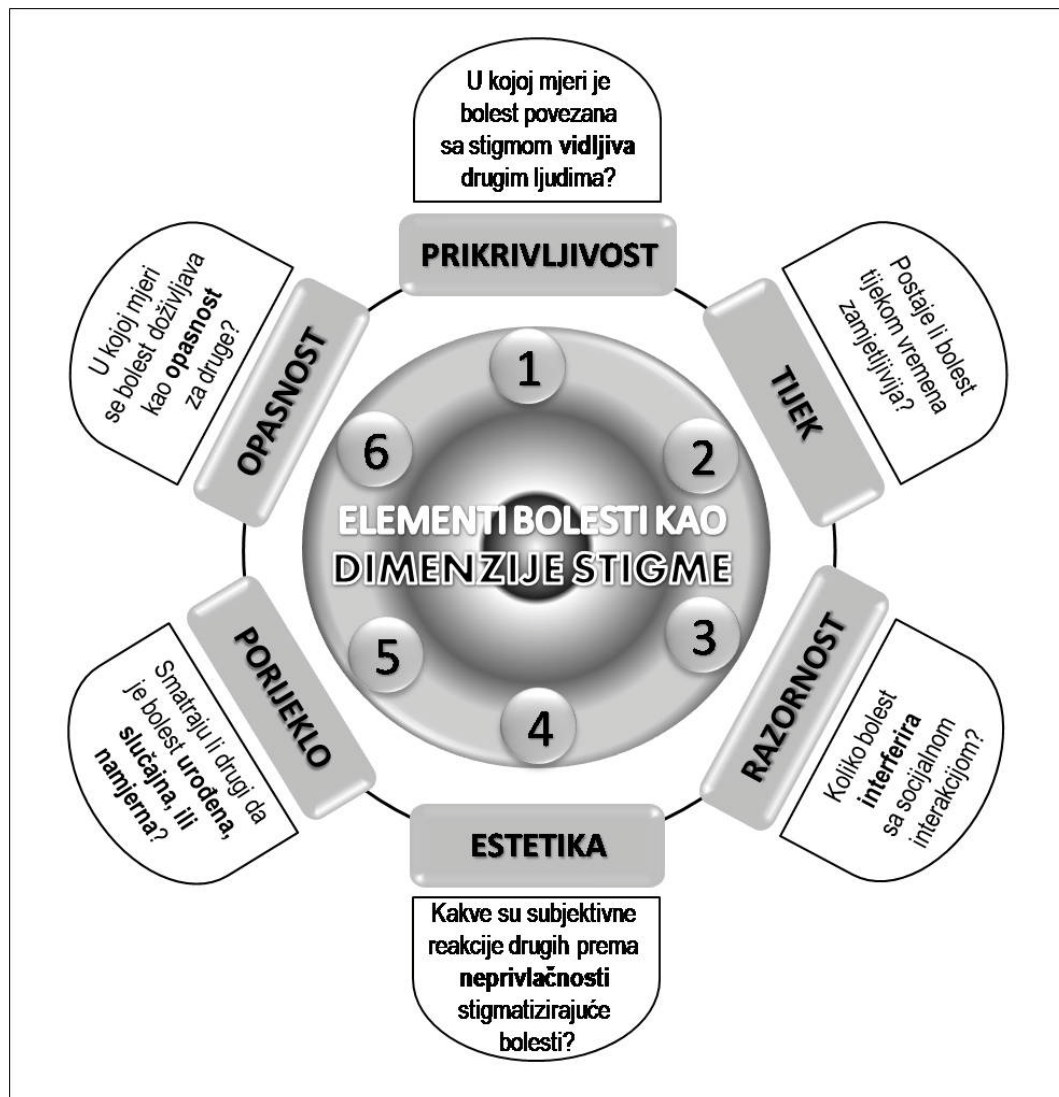 U kojoj mjeri je
bolest povezana
sa stigmom vidljiva
drugim ljudima?
PRIKRIVLJIVOST
Postaje li bolest
tijekom vremena
zamjetljivija?
TIJEK
Koliko bolest
interferira
sa socijalnom
interakcijom?
RAZORNOST
ESTETIKA
Kakve su subjektivne
reakcije drugih prema
neprivlačnosti
stigmatizirajuće
bolesti?
Smatraju li drugi da
je bolest urođena,
slučajna, ili
namjerna?
PORIJEKLO
U kojoj mjeri
se bolest doživljava
kao opasnost
za druge?
OPASNOST
1
2
3
4
5
6
ELEMENTI BOLESTI KAO
DIMENZIJE STIGME